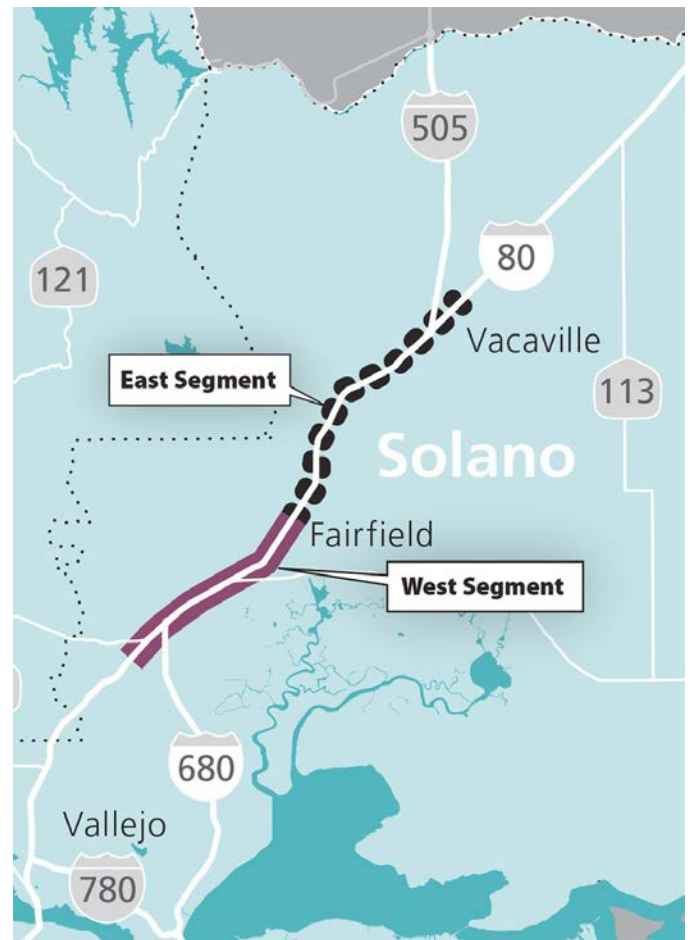 505
80
121
Vacaville
East Segment
113
Solano
Fairfield
West Segment
680
Vallejo
780